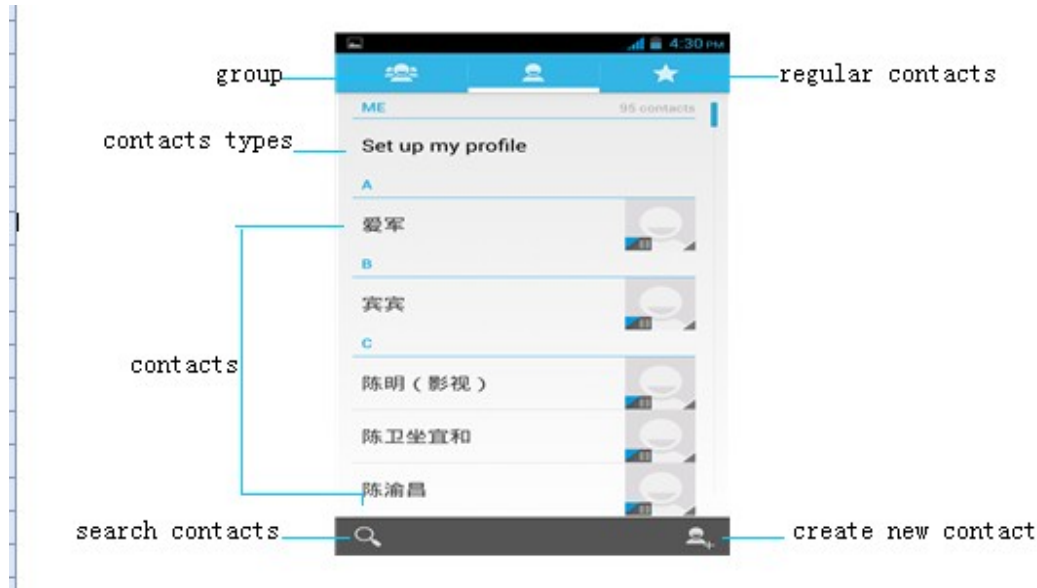 4:30 PM
group
regular contacts
ME
95 contacts
contacts types
Set up my profile
A
爱军
B
宾宾
C
contacts
陈明（影视）
陈卫坐宜和
陈渝昌
search contacts
create new contact